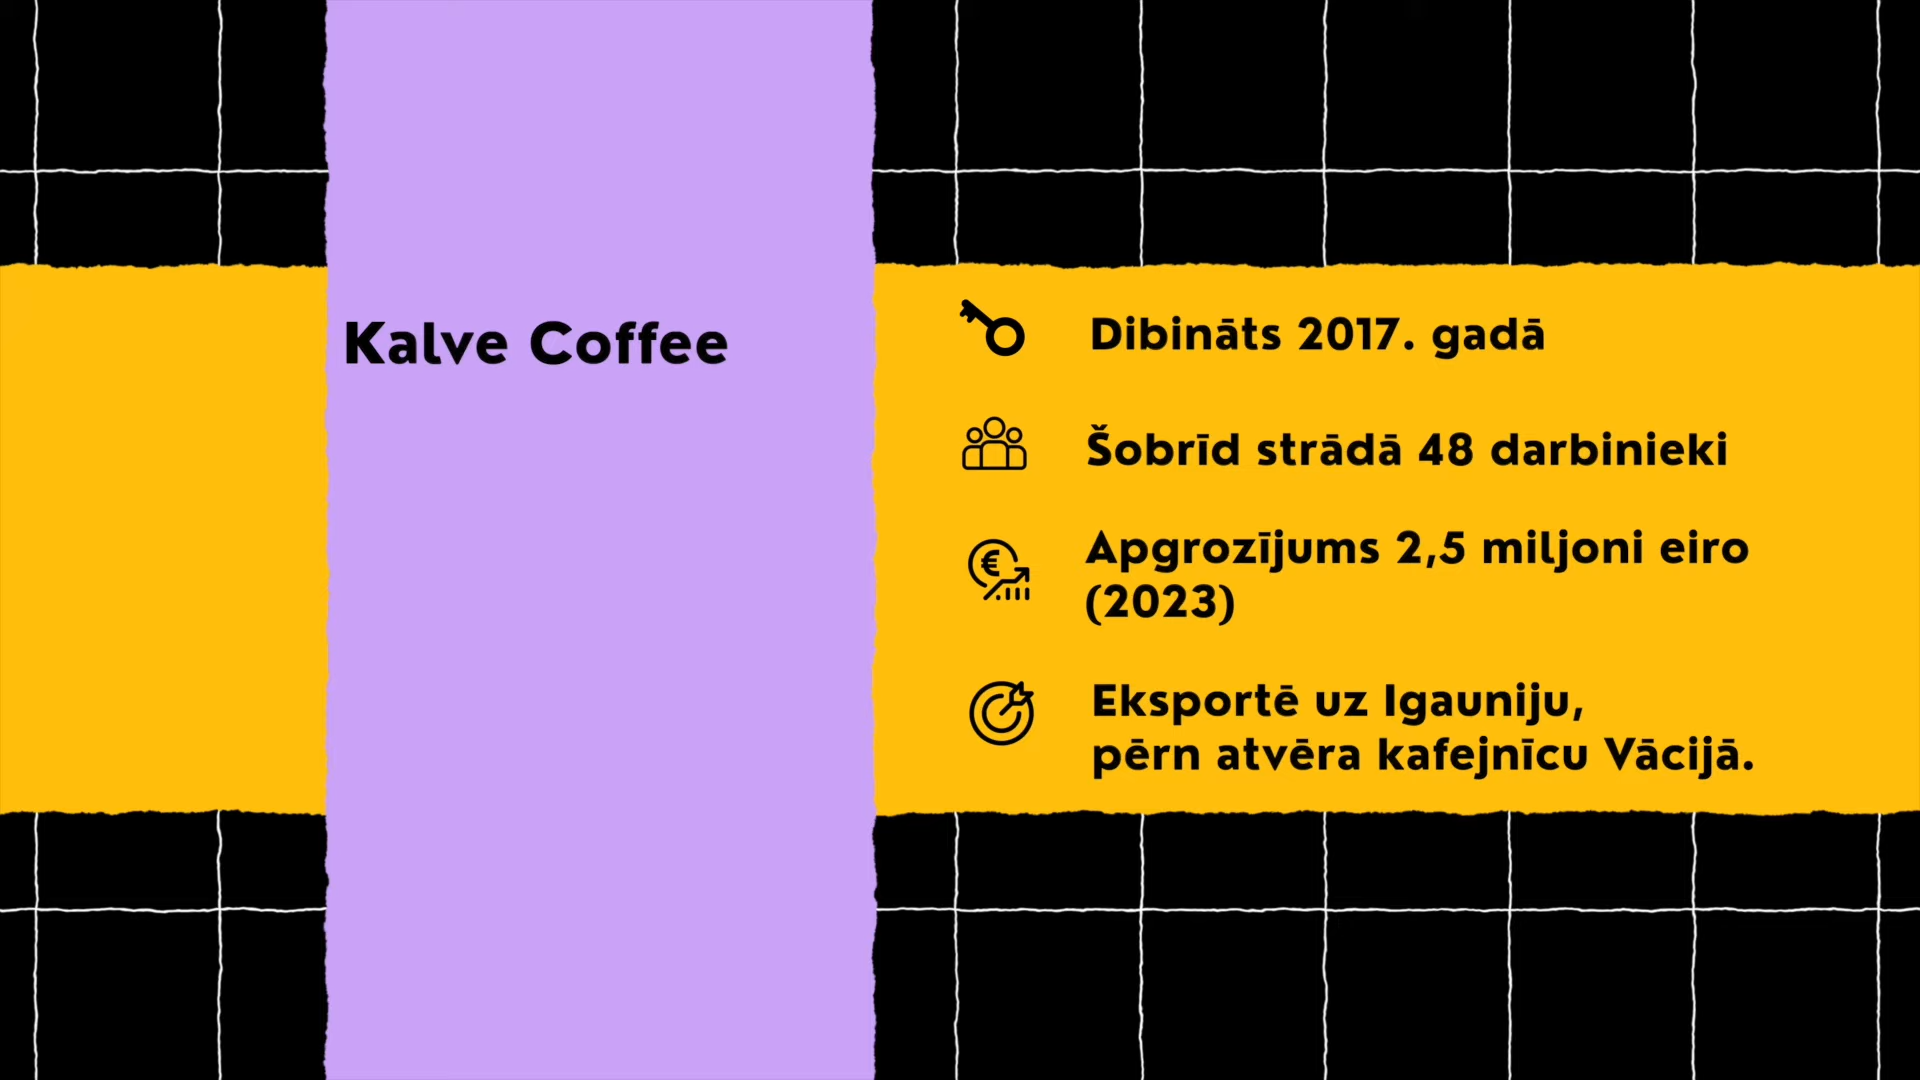 Kalve Coffee
Dibināts 2017. gadā
Šobrīd strādā 48 darbinieki
Apgrozījums 2,5 miljoni eiro
(2023)
Eksportē uz Igauniju,
pērn atvēra kafejnīcu Vācijā.